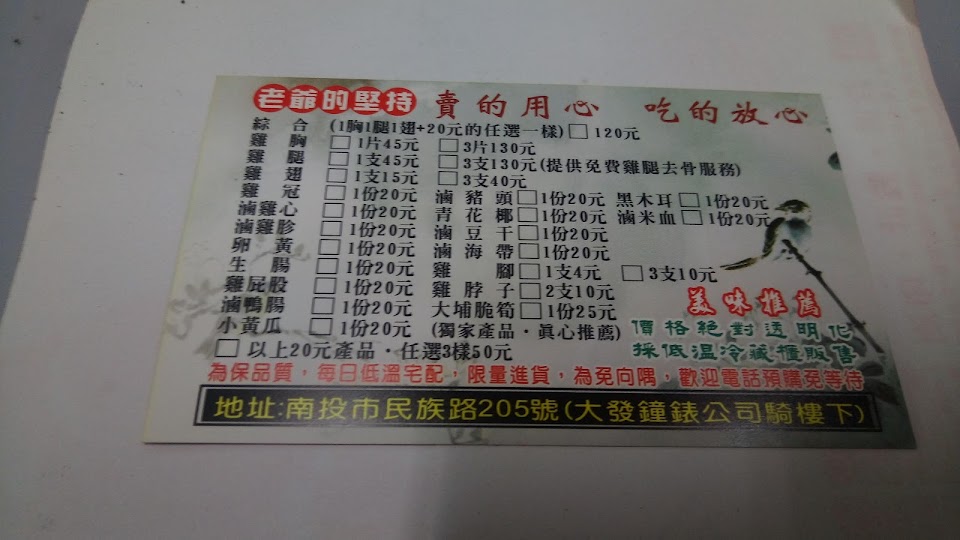 老爺的堅持 賣的用心 吃的放心
綜合 (1胸1腿1翅+20元的任選一樣)□120元
雞胸 □1片45元 □3片130元
雞腿 □1支45元 □3支130元(提供免費雞腿去骨服務)
雞翅 □1支15元 □3支40元
雞冠 □1份20元 滷豬頭□1份20元 黑木耳□1份20元
滷雞心 □1份20元 青花椰□1份20元 滷米血□1份20元
滷雞胗 □1份20元 滷豆干□1份20元
卵黃 □1份20元 滷海帶□1份20元
生腸 □1份20元 雞腳□1支4元 □3支10元
雞屁股 □1份20元 雞脖子□2支10元
滷鴨腸 □1份20元 大埔脆筍□1份25元
小黃瓜 □1份20元 (獨家產品·眞心推薦)
□以上20元產品·任選3樣50元
美味推薦
價格絕對透明化
採低溫冷藏櫃販售
為保品質，每日低溫宅配，限量進貨，為免向隅，歡迎電話預購免等待
地址:南投市民族路205號(大發鐘錶公司騎樓下)